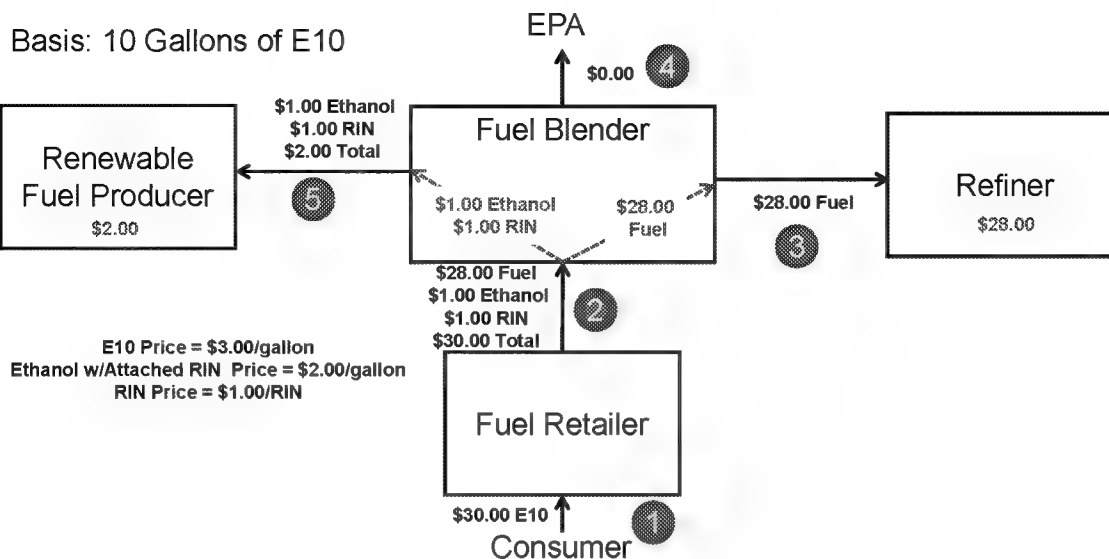 EPA
Basis: 10 Gallons of E10
$0.00
4
$1.00 Ethanol
$1.00 RIN
$2.00 Total
Fuel Blender
Renewable
Fuel Producer
$2.00
5
$1.00 Ethanol
$1.00 RIN
$28.00
Fuel
$28.00 Fuel
3
Refiner
$28.00
$28.00 Fuel
$1.00 Ethanol
$1.00 RIN
$30.00 Total
2
E10 Price = $3.00/gallon
Ethanol w/Attached RIN Price = $2.00/gallon
RIN Price = $1.00/RIN
Fuel Retailer
$30.00 E10
1
Consumer